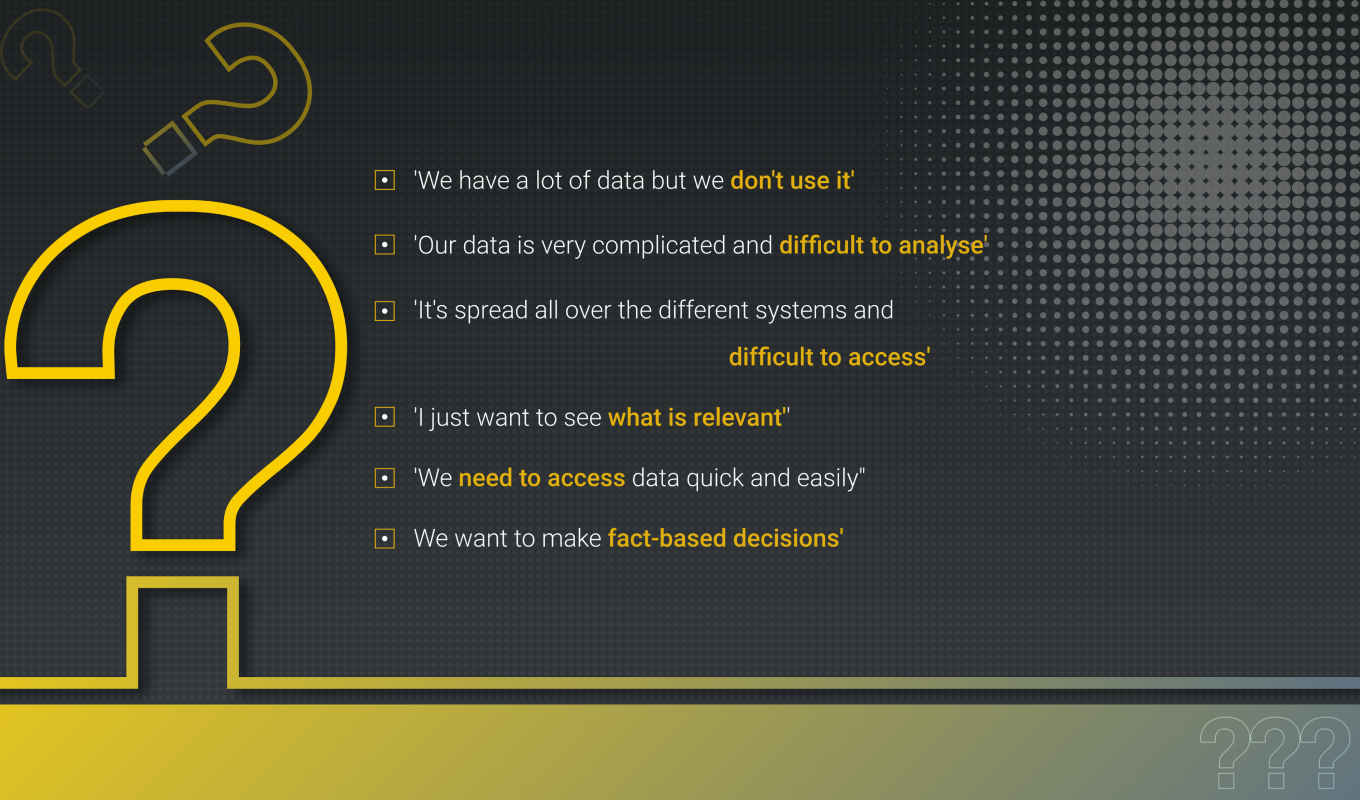 'We have a lot of data but we don't use it'
'Our data is very complicated and difficult to analyse'
'It's spread all over the different systems and
difficult to access'
'I just want to see what is relevant''
'We need to access data quick and easily"
We want to make fact-based decisions'
???